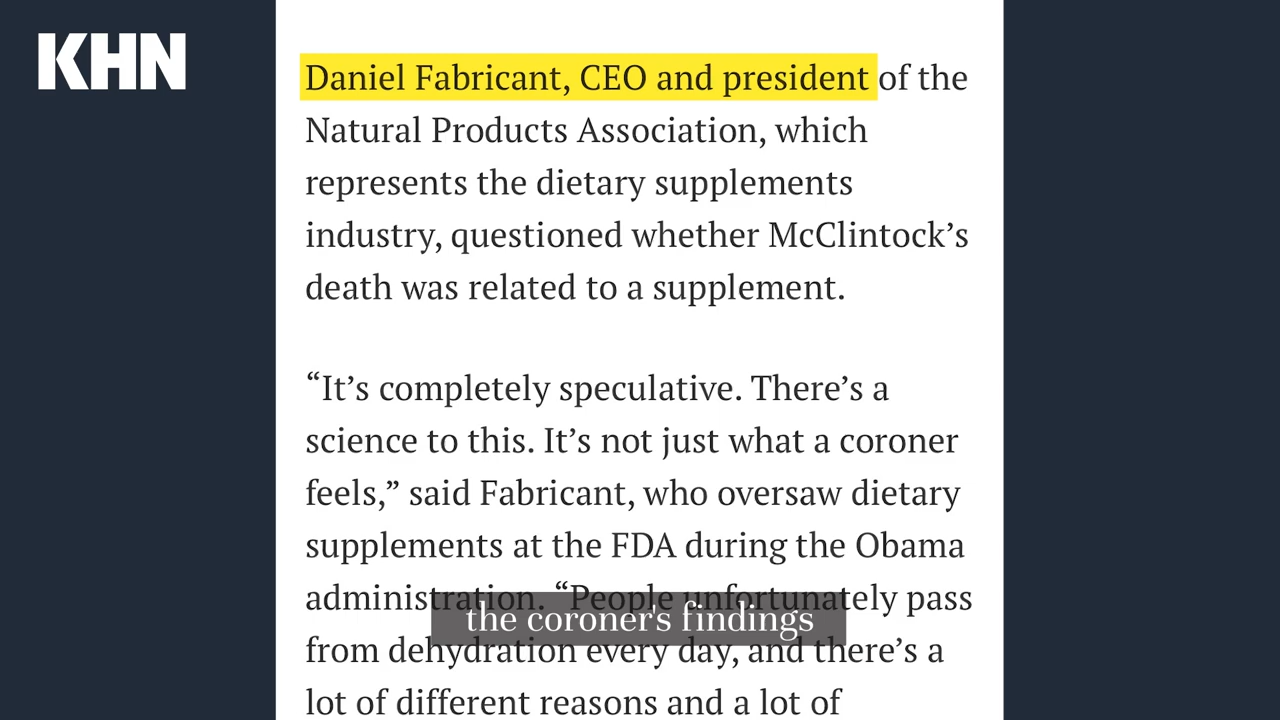 KHN
Daniel Fabricant, CEO and president of the
Natural Products Association, which
represents the dietary supplements
industry, questioned whether McClintock’s
death was related to a supplement.
“It’s completely speculative. There’s a
science to this. It’s not just what a coroner
feels,” said Fabricant, who oversaw dietary
supplements at the FDA during the Obama
administration. “People unfortunately pass
the coroner's findings
from dehydration every day, and there’s a
lot of different reasons and a lot of